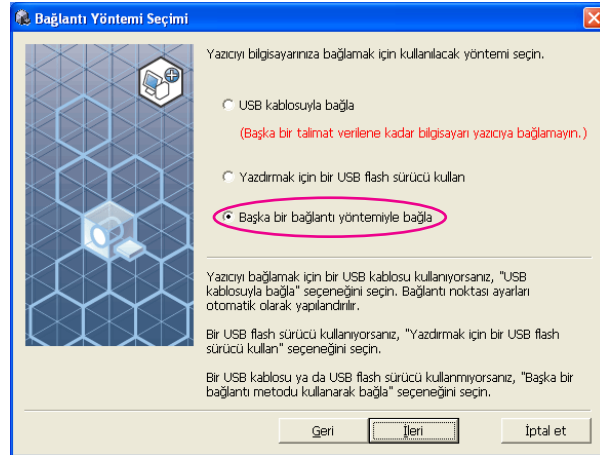 Bağlantı Yöntemi Seçimi
Yazıcıyı bilgisayarınıza bağlamak için kullanılacak yöntemi seçin.
USB kablosuyla bağla
(Başka bir talimat verilene kadar bilgisayarı yazıcıya bağlamayın.)
Yazdırmak için bir USB flash sürücü kullan
Başka bir bağlantı yöntemiyle bağla
Yazıcıyı bağlamak için bir USB kablosu kullanıyorsanız, "USB
kablosuyla bağla" seçeneğini seçin. Bağlantı noktası ayarları
otomatik olarak yapılandırılır.
Bir USB flash sürücü kullanıyorsanız, "Yazdırmak için bir USB flash
sürücü kullan" seçeneğini seçin.
Bir USB kablosu ya da USB flash sürücü kullanmıyorsanız, "Başka bir
bağlantı metodu kullanarak bağla" seçeneğini seçin.
Geri
İleri
İptal et